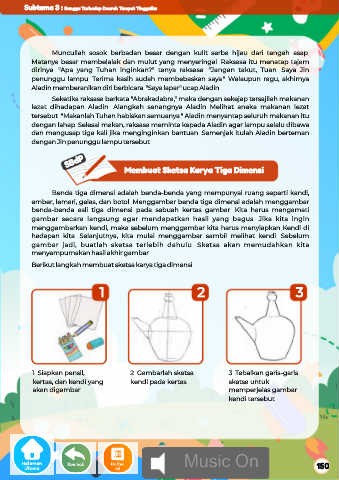 Subtema 3 : Bangga Terhadap Daerah Tempat Tinggalku
Muncullah sosok berbadan besar dengan kulit serba hijau dari tengah asap.
Matanya besar membelalak dan mulut yang menyeringai. Raksasa itu menatap tajam
dirinya. "Apa yang Tuhan inginkan?" tanya raksasa. "Jangan takut, Tuan. Saya Jin
penunggu lampu. Terima kasih sudah membebaskan saya." Walaupun ragu, akhirnya
Aladin memberanikan diri berbicara. "Saya lapar" ucap Aladin.
Seketika raksasa berkata "Abrakadabra," maka dengan sekejap tersajilah makanan
lezat dihadapan Aladin. Alangkah senangnya Aladin. Melihat aneka makanan lezat
tersebut. "Makanlah Tuhan habiskan semuanya." Aladin menyantap seluruh makanan itu
dengan lahap. Selesai makan, raksasa meminta kepada Aladin agar lampu selalu dibawa
dan mengusap tiga kali jika menginginkan bantuan. Semenjak itulah Aladin berteman
dengan Jin penunggu lampu tersebut.
SBDP
Membuat Sketsa Karya Tiga Dimensi
Benda tiga dimensi adalah benda-benda yang mempunyai ruang seperti kendi,
ember, lemari, gelas, dan botol. Menggambar benda tiga dimensi adalah menggambar
benda-benda asli tiga dimensi pada sebuah kertas gambar. Kita harus mengamati
gambar secara langsung agar mendapatkan hasil yang bagus. Jika kita ingin
menggambarkan kendi, maka sebelum menggambar kita harus menyiapkan Kendi di
hadapan kita. Selanjutnya, kita mulai menggambar sambil melihat kendi. Sebelum
gambar jadi, buatlah sketsa terlebih dahulu. Sketsa akan memudahkan kita
menyempurnakan hasil akhir gambar.
Berikut langkah membuat sketsa karya tiga dimensi
1
2
3
1. Siapkan pensil,
kertas, dan kendi yang
akan digambar
2. Gambarlah sketsa
kendi pada kertas
3. Tebalkan garis-garis
sketsa untuk
memperjelas gambar
kendi tersebut
Halaman
Utama
Music On
150